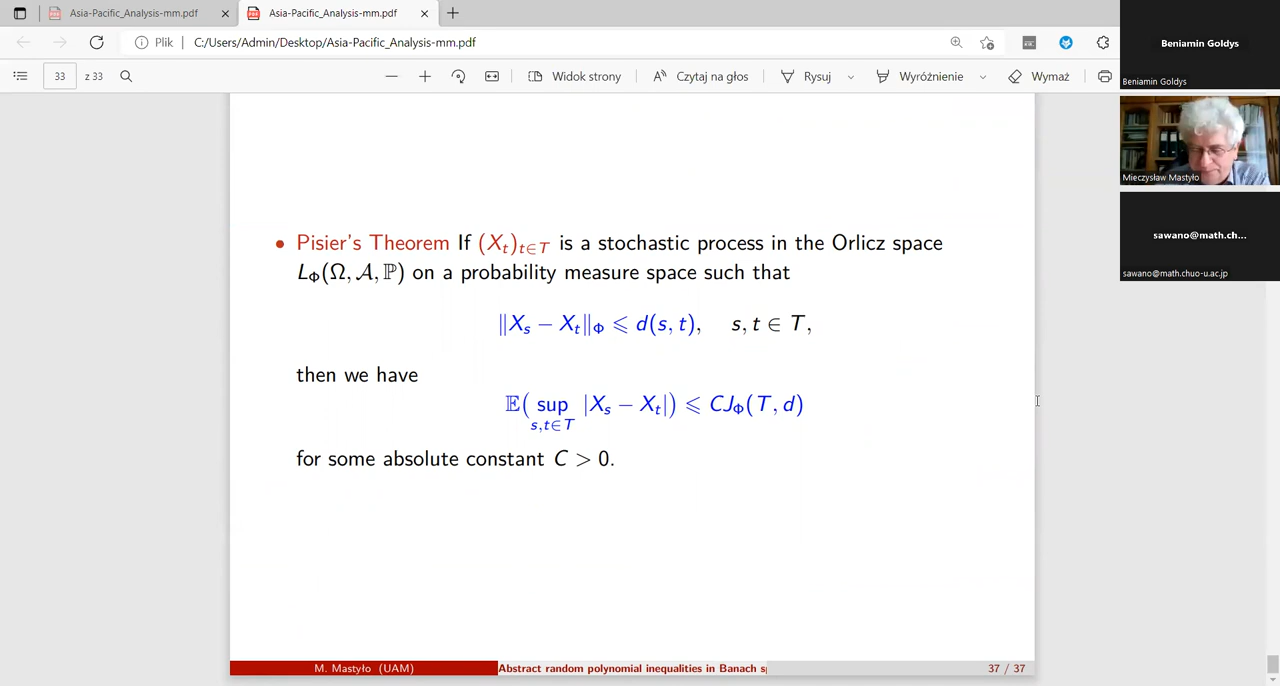 Asia-Pacific_Analysis-mm.pdf
Asia-Pacific_Analysis-mm.pdf
Plik C:/Users/Admin/Desktop/Asia-Pacific_Analysis-mm.pdf
33 z 33 Widok strony Czytaj na głos Rysuj Wyróżnienie Wymaż
Beniamin Goldys
Beniamin Goldys
Mieczysław Mastyło
sawano@math.ch...
sawano@math.chuo-u.ac.jp
• Pisier's Theorem If (X_t)_{t∈T} is a stochastic process in the Orlicz space
L_Φ(Ω, 𝒜, ℙ) on a probability measure space such that
‖X_s − X_t‖_Φ ⩽ d(s, t), s, t ∈ T,
then we have
𝔼( sup_{s,t∈T} |X_s − X_t| ) ⩽ CJ_Φ(T, d)
for some absolute constant C > 0.
M. Mastyło (UAM) Abstract random polynomial inequalities in Banach s 37 / 37